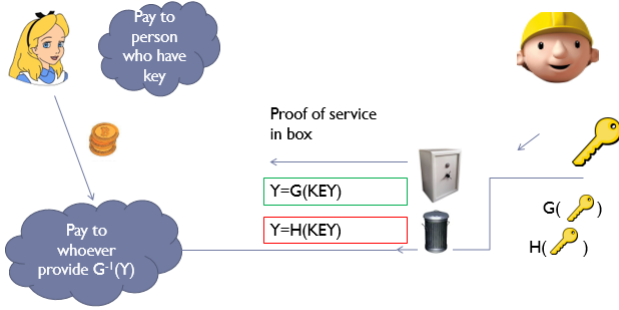 Pay to
person
who have
key
Proof of service
in box
Y=G(KEY)
Y=H(KEY)
G( )
H( )
Pay to
whoever
provide G⁻¹(Y)